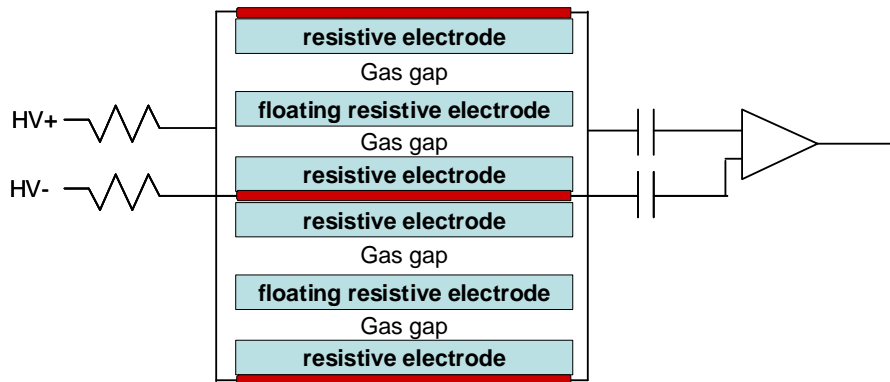 resistive electrode
Gas gap
floating resistive electrode
HV+
Gas gap
resistive electrode
HV-
resistive electrode
Gas gap
floating resistive electrode
Gas gap
resistive electrode